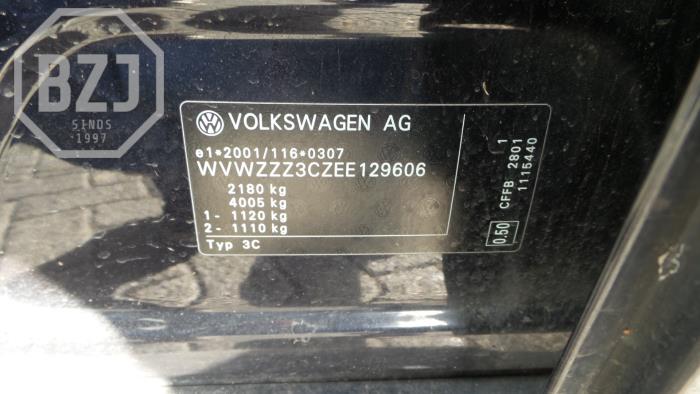 BZJ
SINDS
1997
VOLKSWAGEN AG
e1*2001/116*0307
WVWZZZ3CZEE129606
2180 kg
4005 kg
1- 1120 kg
2- 1110 kg
Typ 3C
0.50
CFFB 2801
1
1115440